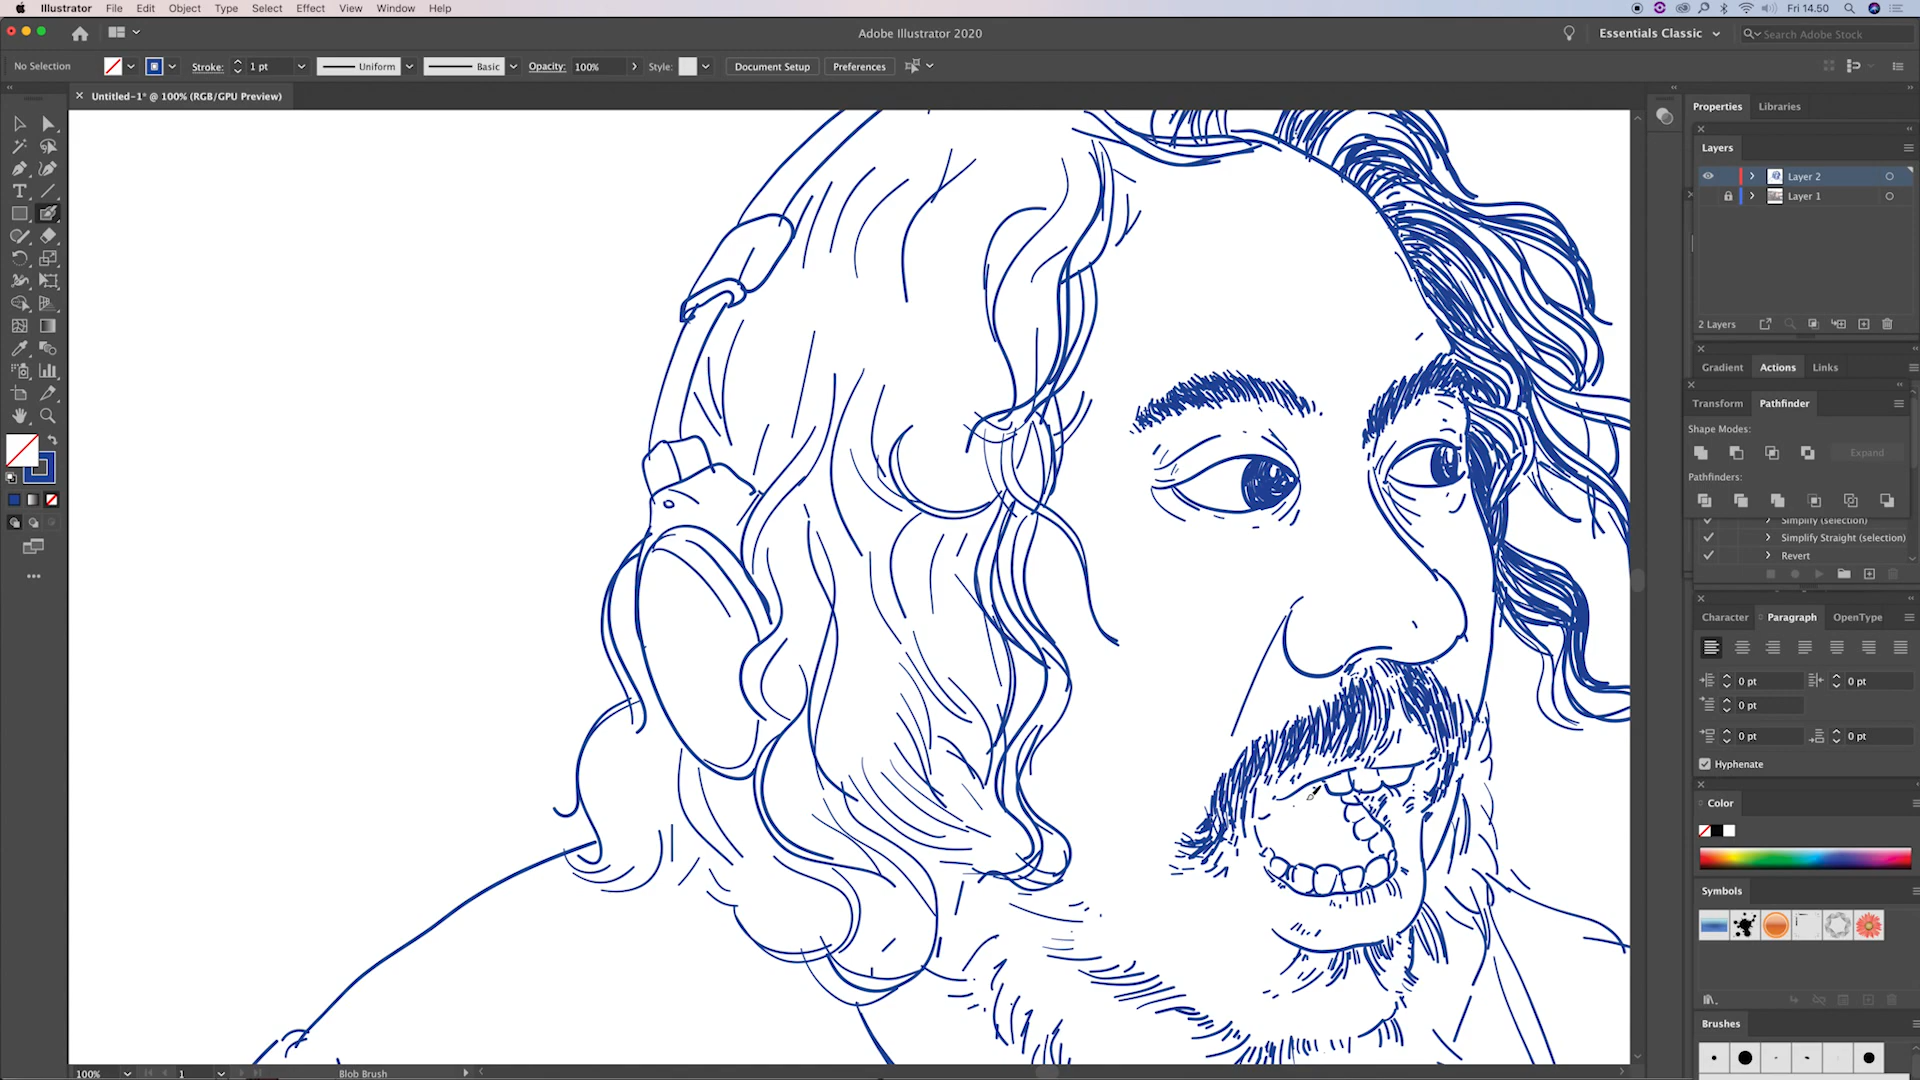 Illustrator File Edit Object Type Select Effect View Window Help
Fri 14.50
Adobe Illustrator 2020
Essentials Classic
Search Adobe Stock
No Selection
Stroke: 1 pt Uniform Basic Opacity: 100% Style: Document Setup Preferences
Untitled-1* @ 100% (RGB/GPU Preview)
Properties Libraries
Layers
Layer 2
Layer 1
2 Layers
Gradient Actions Links
Transform Pathfinder
Shape Modes:
Expand
Pathfinders:
Simplify (selection)
Simplify Straight (selection)
Revert
Character Paragraph OpenType
0 pt 0 pt
0 pt
0 pt 0 pt
Hyphenate
Color
Symbols
Brushes
100% 1 Blob Brush